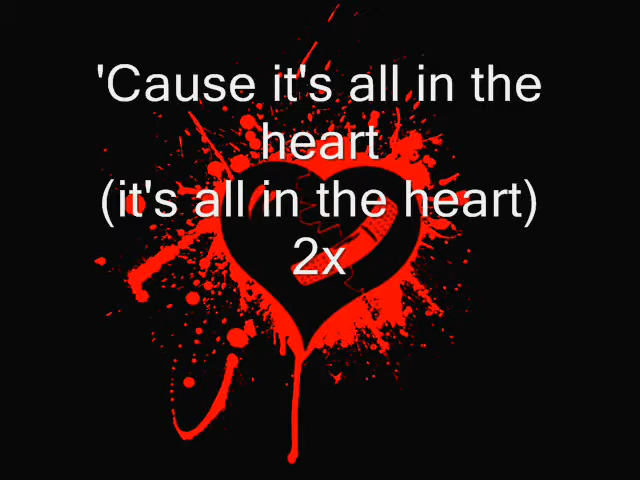 'Cause it's all in the
heart
(it's all in the heart)
2x